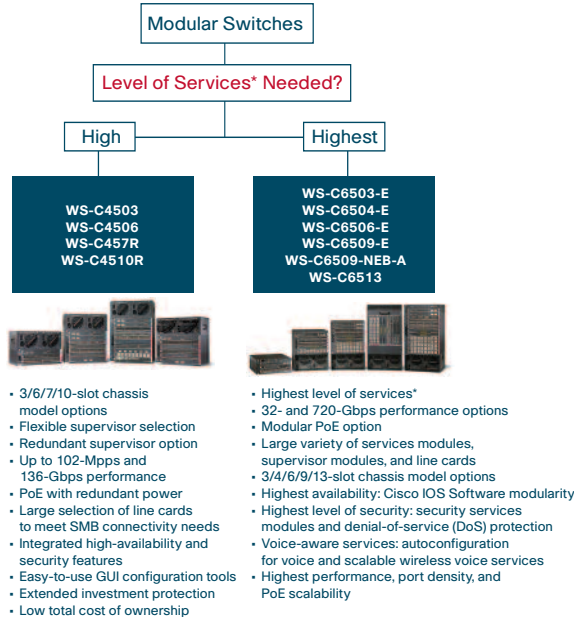 Modular Switches
Level of Services* Needed?
High
Highest
WS-C4503
WS-C4506
WS-C457R
WS-C4510R
WS-C6503-E
WS-C6504-E
WS-C6506-E
WS-C6509-E
WS-C6509-NEB-A
WS-C6513
▪ 3/6/7/10-slot chassis
model options
▪ Flexible supervisor selection
▪ Redundant supervisor option
▪ Up to 102-Mpps and
136-Gbps performance
▪ PoE with redundant power
▪ Large selection of line cards
to meet SMB connectivity needs
▪ Integrated high-availability and
security features
▪ Easy-to-use GUI configuration tools
▪ Extended investment protection
▪ Low total cost of ownership
▪ Highest level of services*
▪ 32- and 720-Gbps performance options
▪ Modular PoE option
▪ Large variety of services modules,
supervisor modules, and line cards
▪ 3/4/6/9/13-slot chassis model options
▪ Highest availability: Cisco IOS Software modularity
▪ Highest level of security: security services
modules and denial-of-service (DoS) protection
▪ Voice-aware services: autoconfiguration
for voice and scalable wireless voice services
▪ Highest performance, port density, and
PoE scalability